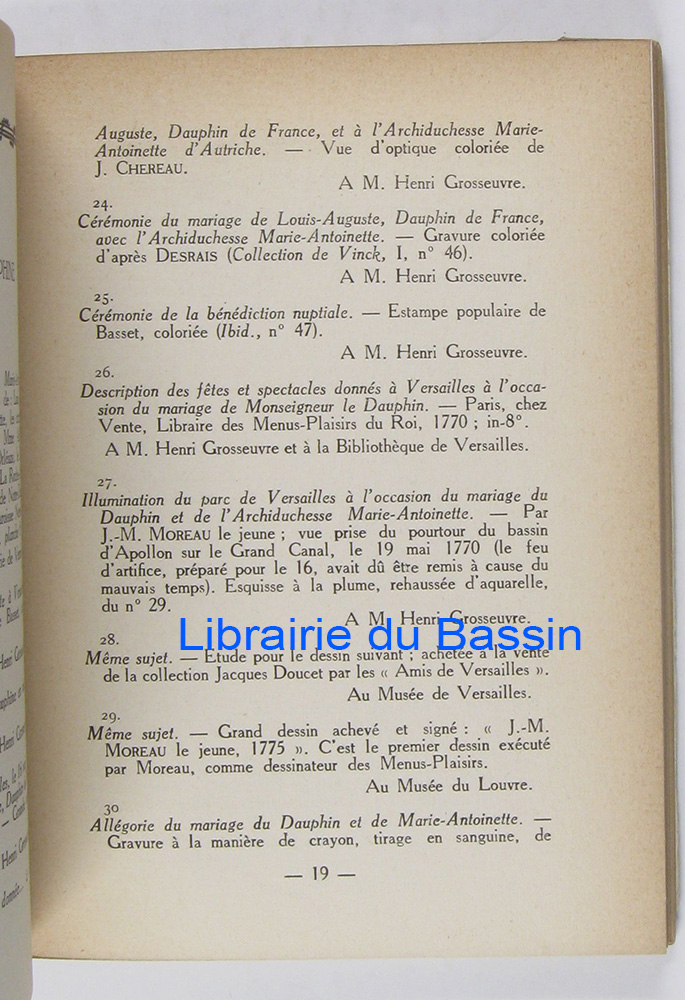 Auguste, Dauphin de France, et à l'Archiduchesse Marie-
Antoinette d'Autriche. — Vue d'optique coloriée de
J. CHEREAU.
A M. Henri Grosseuvre.
24.
Cérémonie du mariage de Louis-Auguste, Dauphin de France,
avec l'Archiduchesse Marie-Antoinette. — Gravure coloriée
d'après DESRAIS (Collection de Vinck, I, n° 46).
A M. Henri Grosseuvre.
25.
Cérémonie de la bénédiction nuptiale. — Estampe populaire de
Basset, coloriée (Ibid., n° 47).
A M. Henri Grosseuvre.
26.
Description des fêtes et spectacles donnés à Versailles à l'occa-
sion du mariage de Monseigneur le Dauphin. — Paris, chez
Vente, Libraire des Menus-Plaisirs du Roi, 1770 ; in-8°.
A M. Henri Grosseuvre et à la Bibliothèque de Versailles.
27.
Illumination du parc de Versailles à l'occasion du mariage du
Dauphin et de l'Archiduchesse Marie-Antoinette. — Par
J.-M. MOREAU le jeune ; vue prise du pourtour du bassin
d'Apollon sur le Grand Canal, le 19 mai 1770 (le feu
d'artifice, préparé pour le 16, avait dû être remis à cause du
mauvais temps). Esquisse à la plume, rehaussée d'aquarelle,
du n° 29.
A M. Henri Grosseuvre.
Librairie du Bassin
28.
Même sujet. — Etude pour le dessin suivant ; achetée à la vente
de la collection Jacques Doucet par les « Amis de Versailles ».
Au Musée de Versailles.
29.
Même sujet. — Grand dessin achevé et signé : « J.-M.
MOREAU le jeune, 1775 ». C'est le premier dessin exécuté
par Moreau, comme dessinateur des Menus-Plaisirs.
Au Musée du Louvre.
30
Allégorie du mariage du Dauphin et de Marie-Antoinette. —
Gravure à la manière de crayon, tirage en sanguine, de
— 19 —